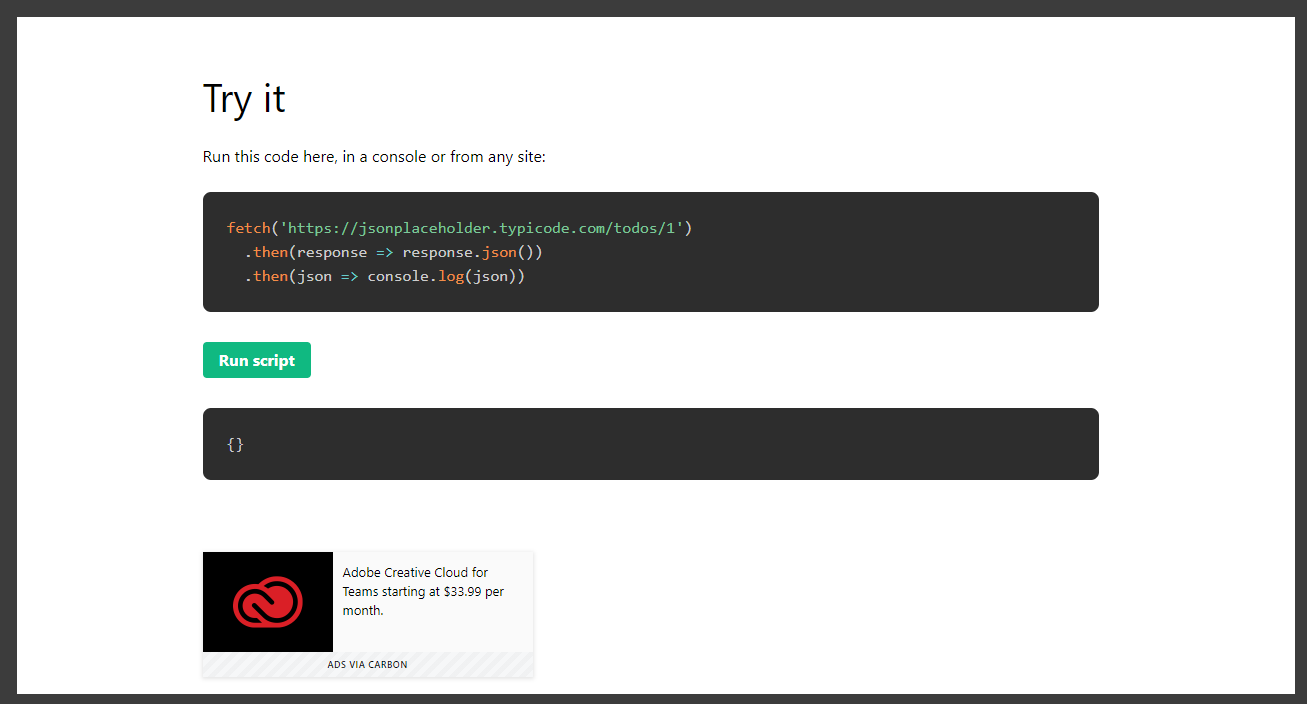 Try it
Run this code here, in a console or from any site:
fetch('https://jsonplaceholder.typicode.com/todos/1')
.then(response => response.json())
.then(json => console.log(json))
Run script
{}
Adobe Creative Cloud for
Teams starting at $33.99 per
month.
ADS VIA CARBON